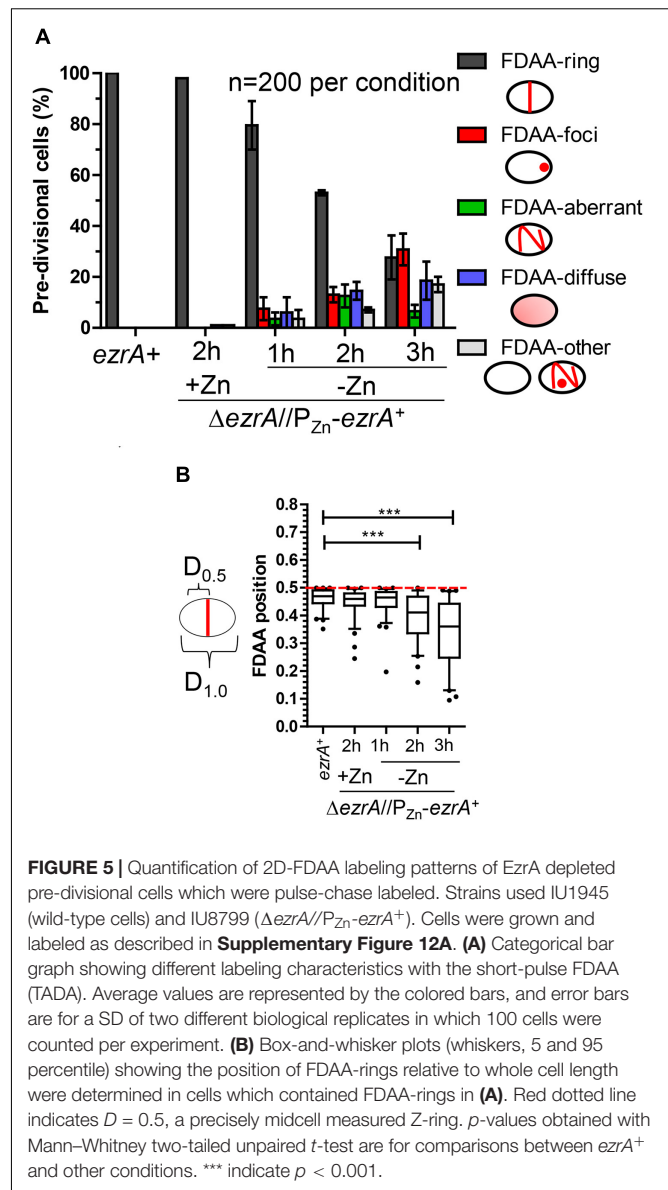 A
Pre-divisional cells (%)
100
80
60
40
20
0
n=200 per condition
FDAA-ring
FDAA-foci
FDAA-aberrant
FDAA-diffuse
FDAA-other
ezrA+ 2h 1h 2h 3h
+Zn -Zn
ΔezrA//P_Zn-ezrA⁺
B
D_0.5
D_1.0
FDAA position
0.8
0.7
0.6
0.5
0.4
0.3
0.2
0.1
0.0
***
***
ezrA⁺ 2h 1h 2h 3h
+Zn -Zn
ΔezrA//P_Zn-ezrA⁺
FIGURE 5 | Quantification of 2D-FDAA labeling patterns of EzrA depleted
pre-divisional cells which were pulse-chase labeled. Strains used IU1945
(wild-type cells) and IU8799 (ΔezrA//P_Zn-ezrA⁺). Cells were grown and
labeled as described in Supplementary Figure 12A. (A) Categorical bar
graph showing different labeling characteristics with the short-pulse FDAA
(TADA). Average values are represented by the colored bars, and error bars
are for a SD of two different biological replicates in which 100 cells were
counted per experiment. (B) Box-and-whisker plots (whiskers, 5 and 95
percentile) showing the position of FDAA-rings relative to whole cell length
were determined in cells which contained FDAA-rings in (A). Red dotted line
indicates D = 0.5, a precisely midcell measured Z-ring. p-values obtained with
Mann–Whitney two-tailed unpaired t-test are for comparisons between ezrA⁺
and other conditions. *** indicate p < 0.001.